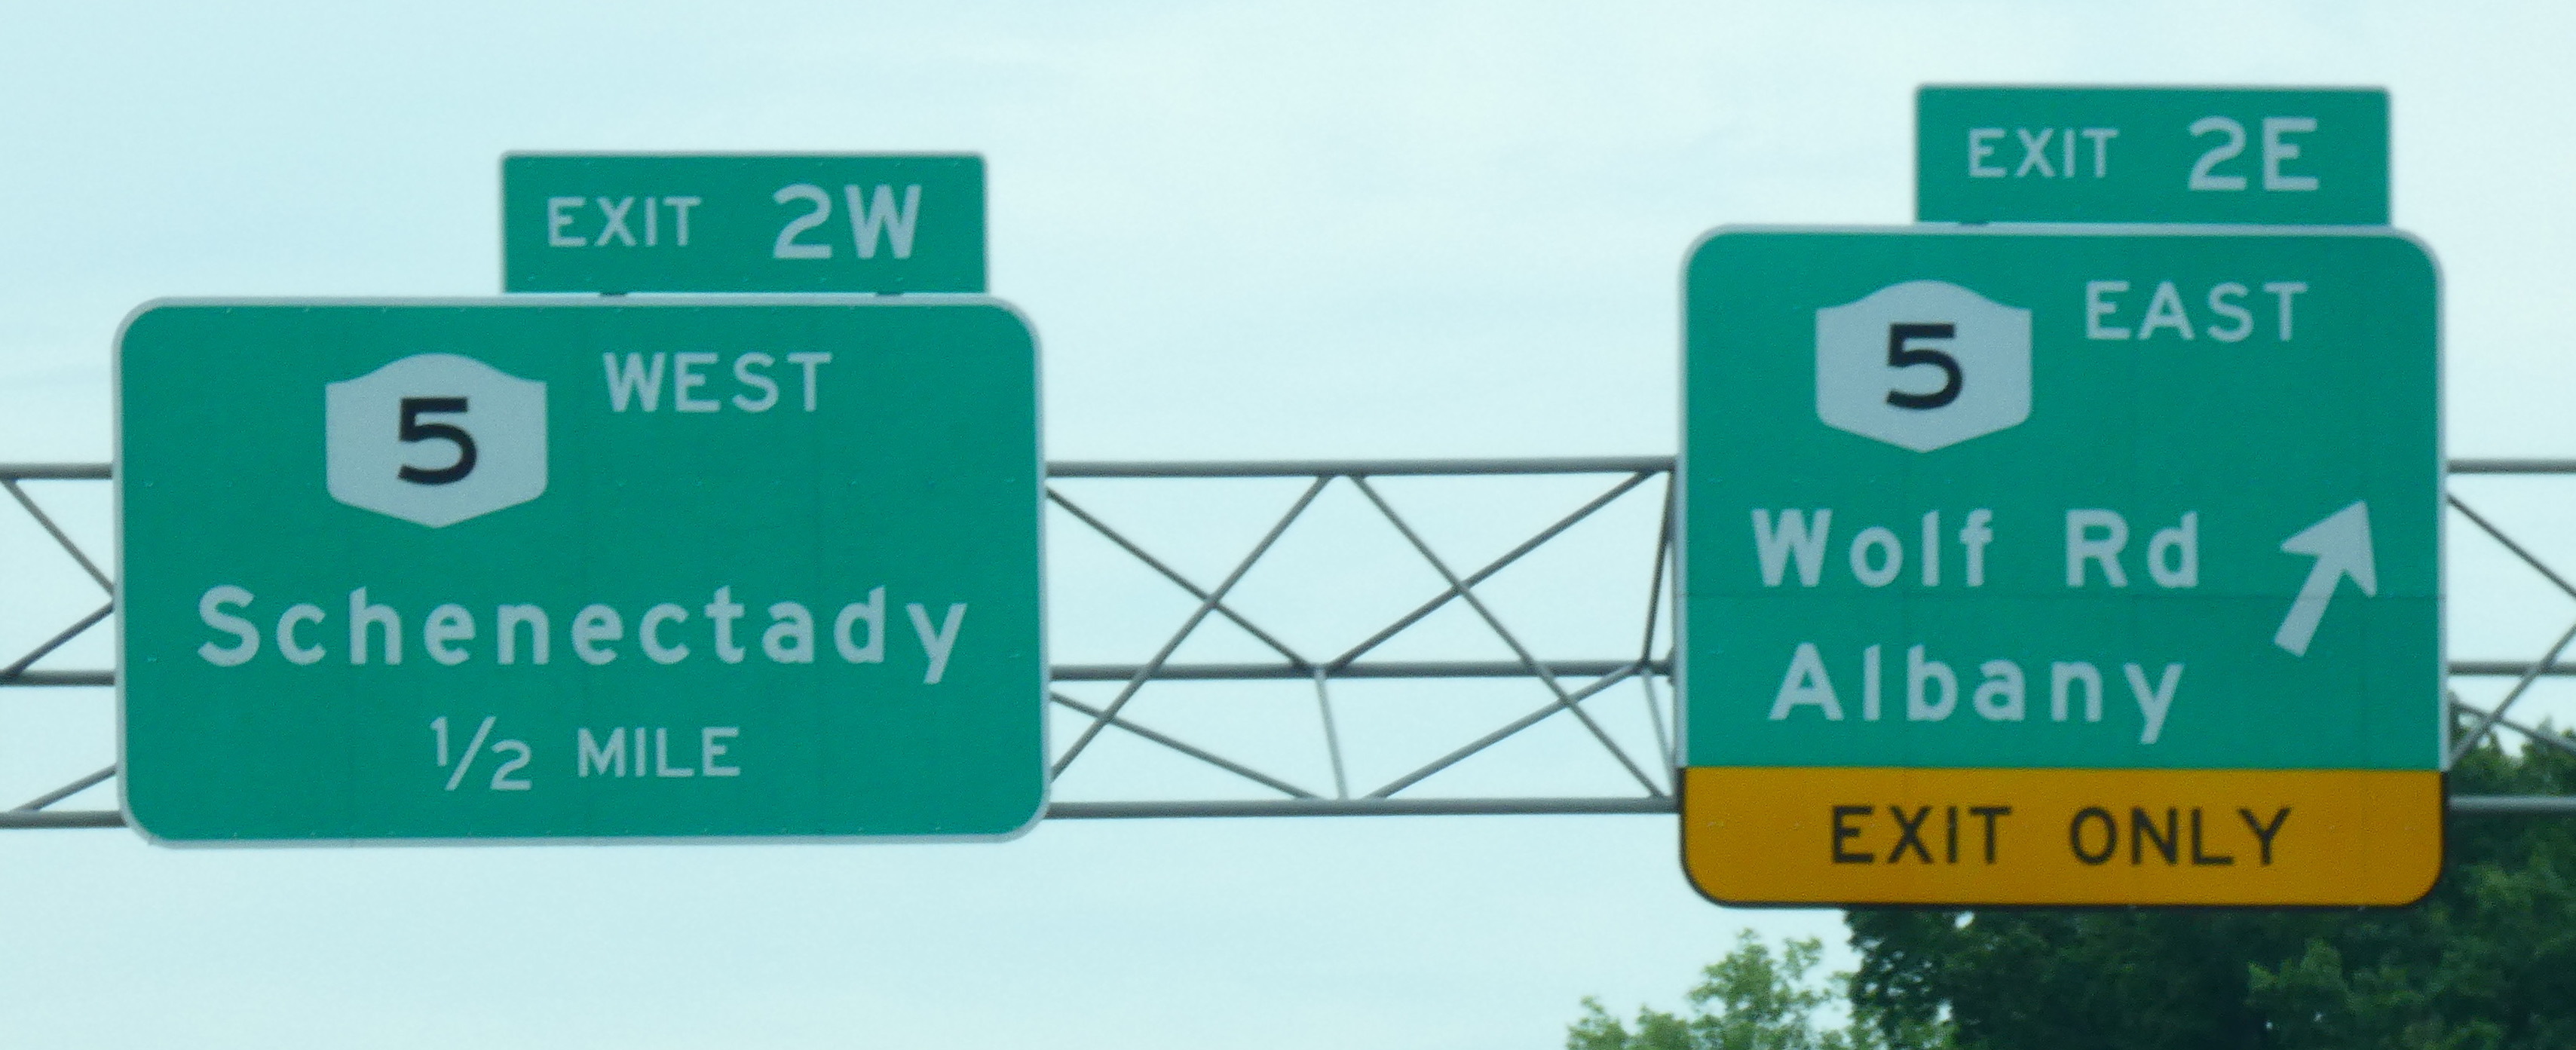 EXIT 2W
5 WEST
Schenectady
1/2 MILE
EXIT 2E
5 EAST
Wolf Rd
Albany
EXIT ONLY